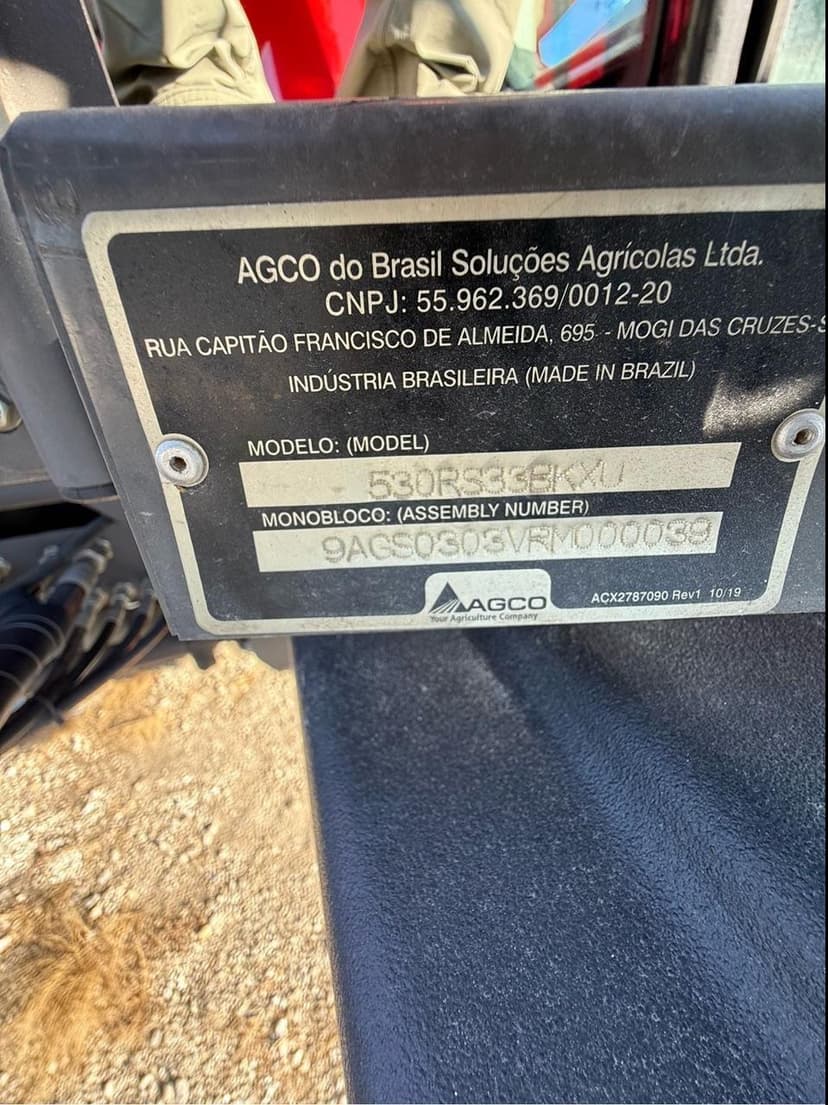 AGCO do Brasil Soluções Agrícolas Ltda.
CNPJ: 55.962.369/0012-20
RUA CAPITÃO FRANCISCO DE ALMEIDA, 695 - MOGI DAS CRUZES-S
INDÚSTRIA BRASILEIRA (MADE IN BRAZIL)
MODELO: (MODEL)
530RS33BKXU
MONOBLOCO: (ASSEMBLY NUMBER)
9AGS0303VRM000039
AGCO
Your Agriculture Company
ACX2787090 Rev1 10/19